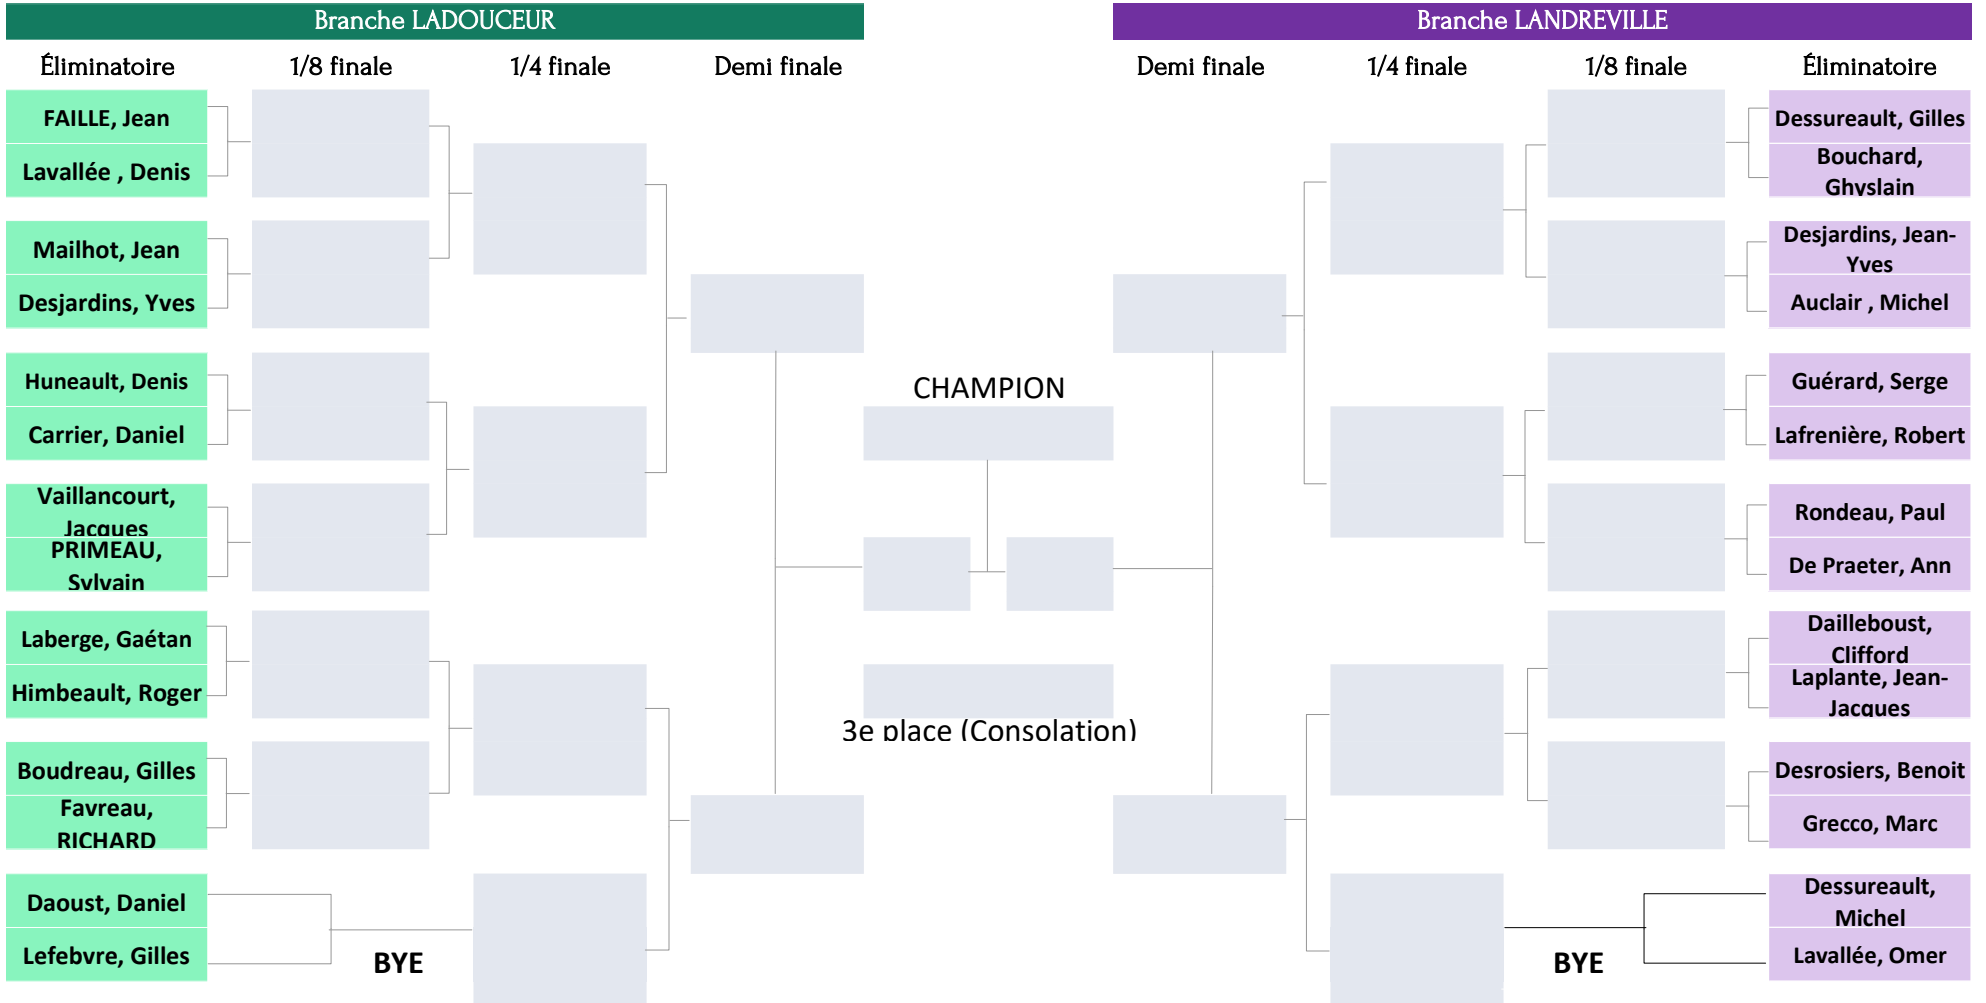 Branche LADOUCEUR
Branche LANDREVILLE
Éliminatoire
1/8 finale
1/4 finale
Demi finale
Demi finale
1/4 finale
1/8 finale
Éliminatoire
FAILLE, Jean
Lavallée , Denis
Mailhot, Jean
Desjardins, Yves
Huneault, Denis
Carrier, Daniel
Vaillancourt,
Jacques
PRIMEAU,
Sylvain
Laberge, Gaétan
Himbeault, Roger
Boudreau, Gilles
Favreau,
RICHARD
Daoust, Daniel
Lefebvre, Gilles
BYE
CHAMPION
3e place (Consolation)
Dessureault, Gilles
Bouchard,
Ghyslain
Desjardins, Jean-
Yves
Auclair , Michel
Guérard, Serge
Lafrenière, Robert
Rondeau, Paul
De Praeter, Ann
Dailleboust,
Clifford
Laplante, Jean-
Jacques
Desrosiers, Benoit
Grecco, Marc
Dessureault,
Michel
Lavallée, Omer
BYE